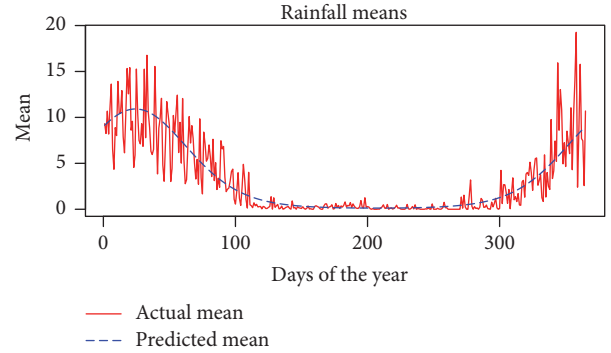 Rainfall means
20
15
10
5
0
Mean
0 100 200 300
Days of the year
Actual mean
Predicted mean